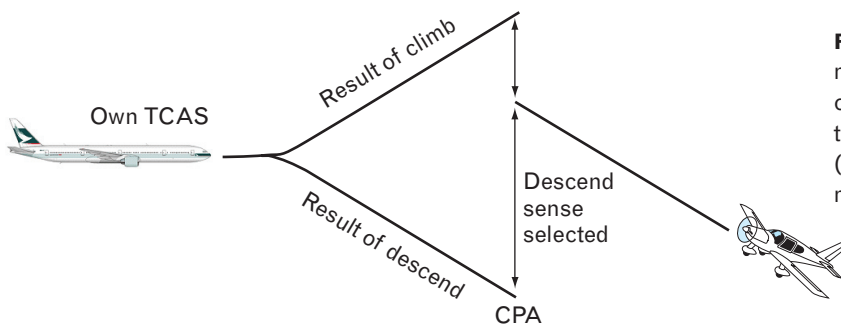 Result of climb
Own TCAS
Descend
sense
selected
Result of descend
CPA